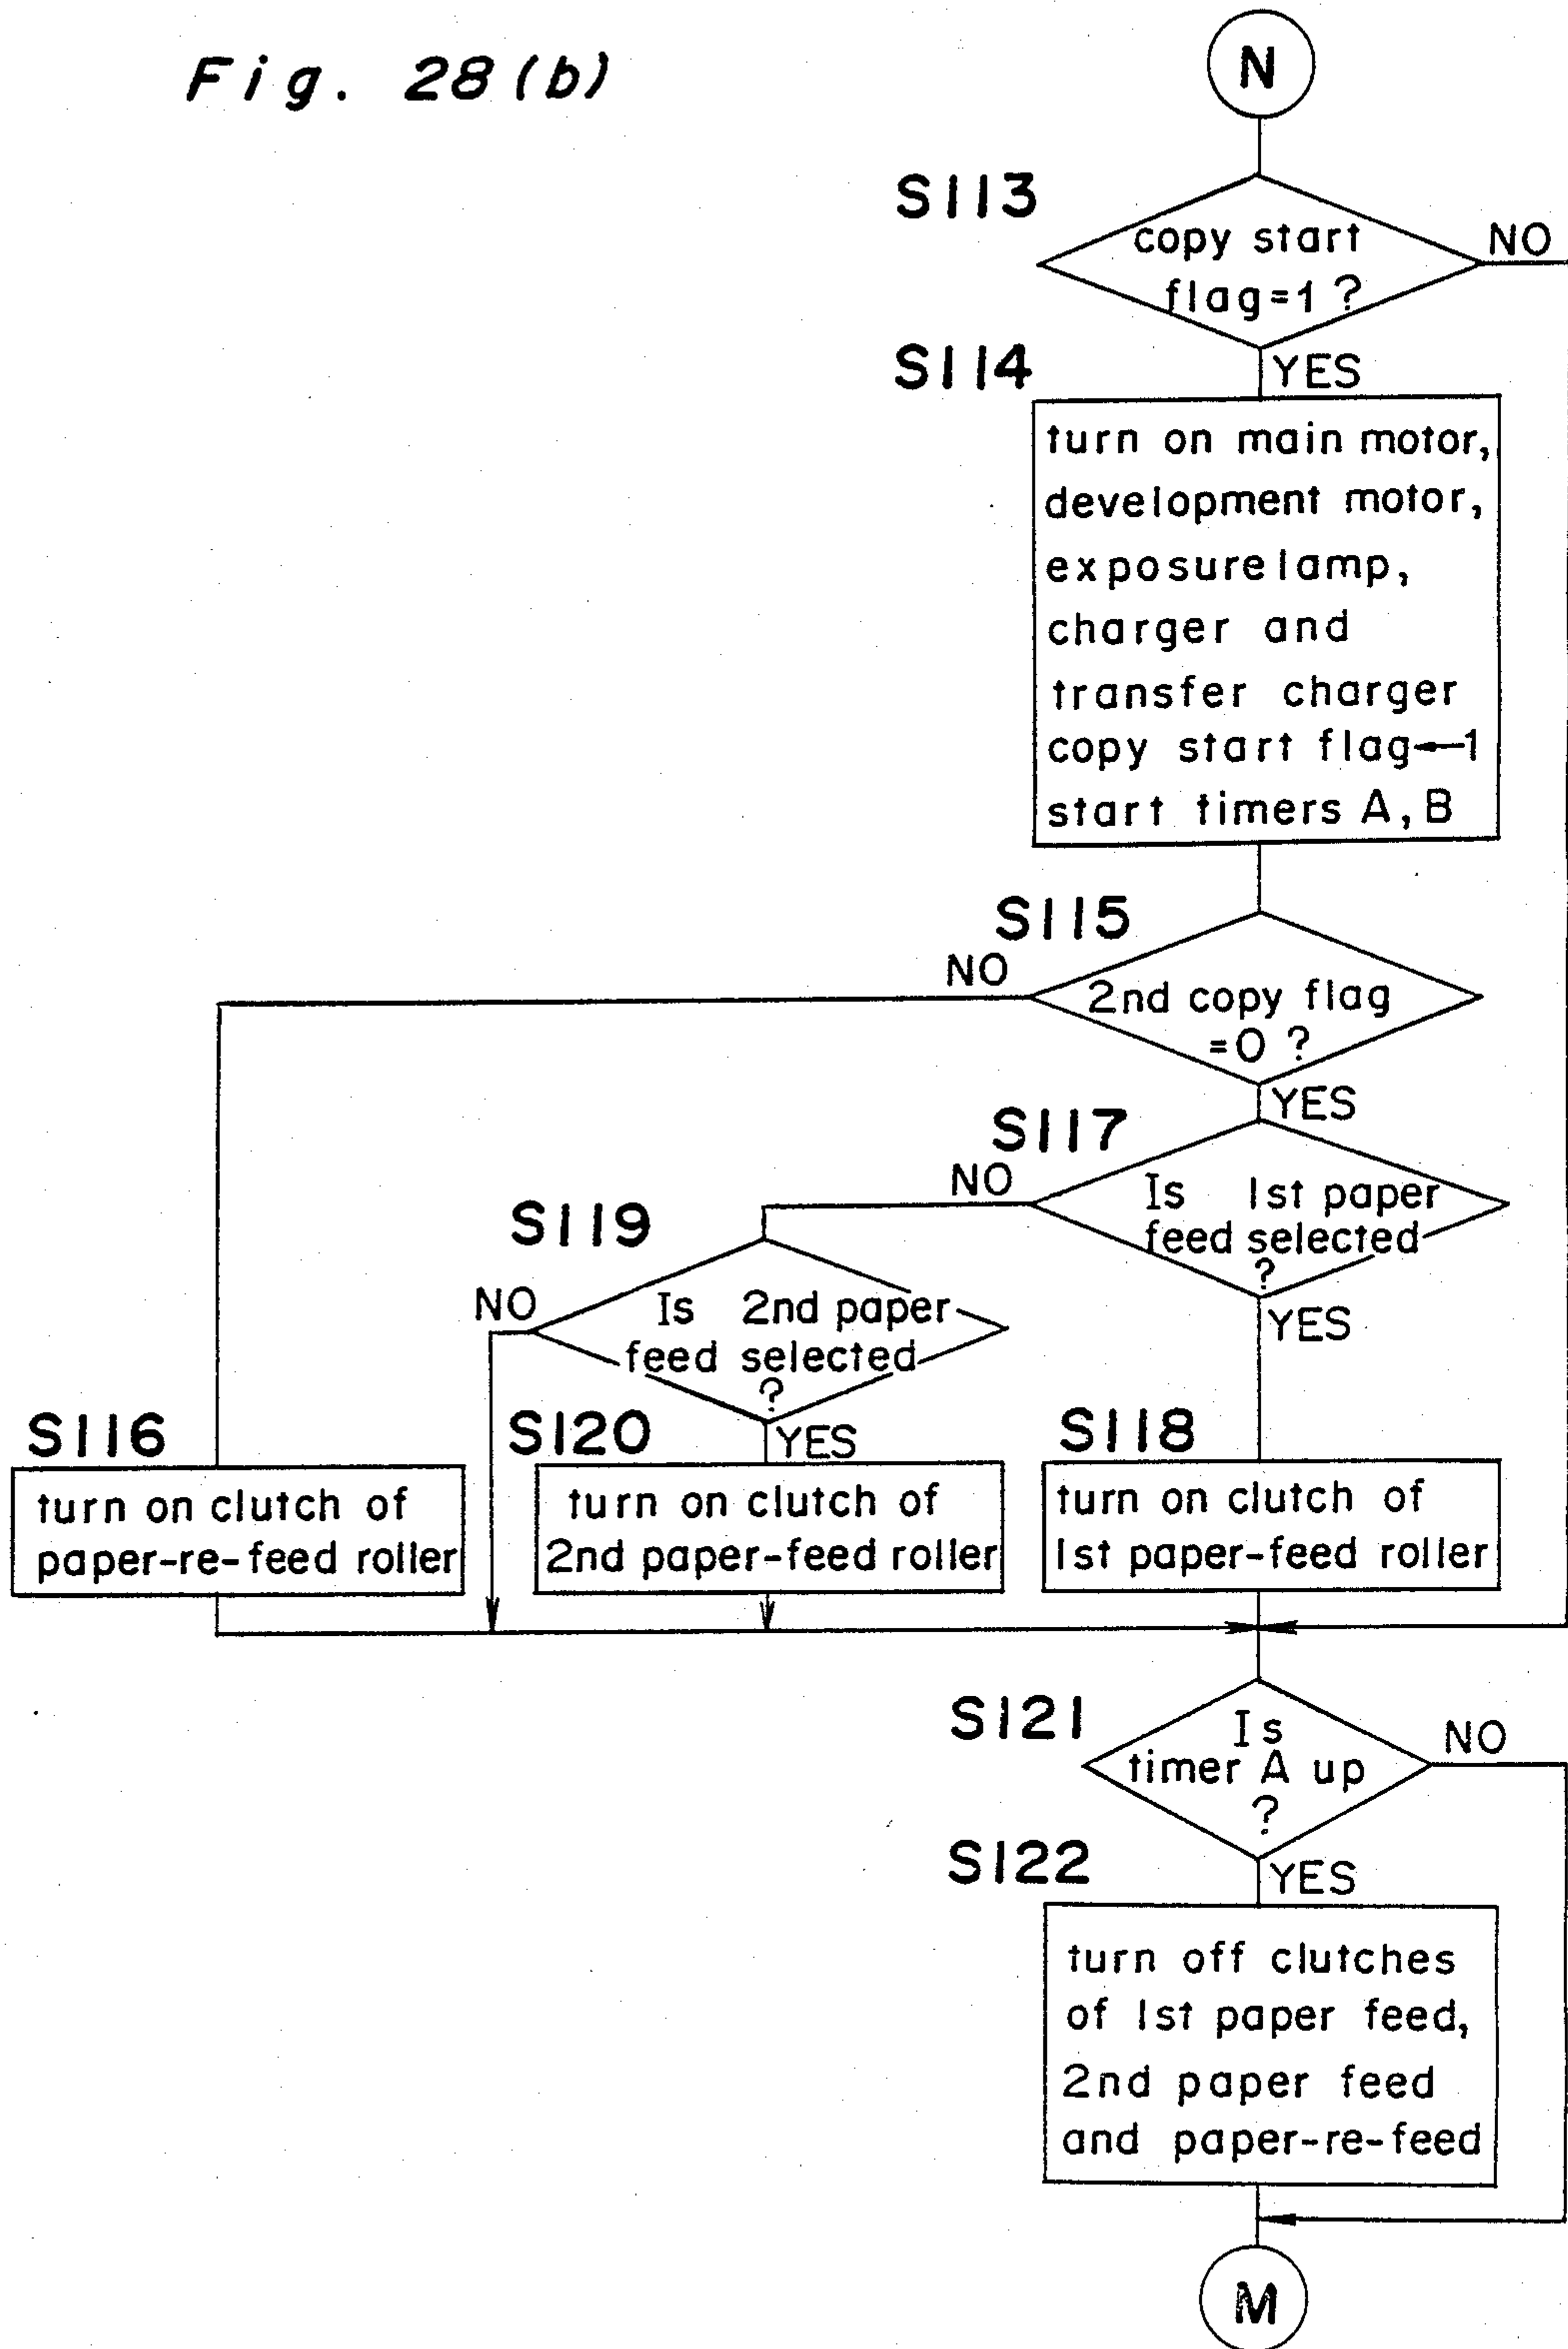 Fig. 28(b)
N
S113
copy start
flag=1 ?
NO
S114
YES
turn on main motor,
development motor,
exposure lamp,
charger and
transfer charger
copy start flag←1
start timers A, B
S115
NO
2nd copy flag
=0 ?
YES
S117
NO
Is 1st paper
feed selected
?
YES
S119
NO
Is 2nd paper
feed selected
?
YES
S116
turn on clutch of
paper-re-feed roller
S120
turn on clutch of
2nd paper-feed roller
S118
turn on clutch of
1st paper-feed roller
S121
Is
timer A up
?
NO
S122
YES
turn off clutches
of 1st paper feed,
2nd paper feed
and paper-re-feed
M